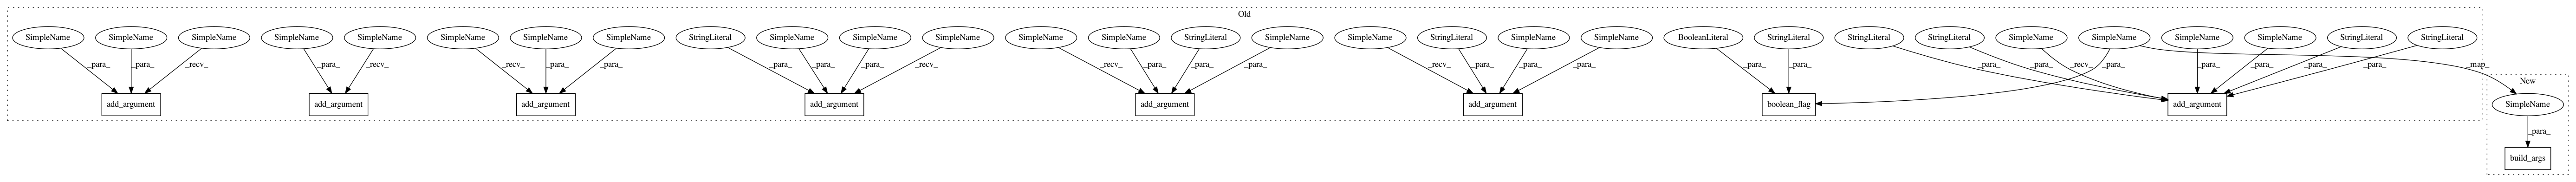 Old
SimpleName SimpleName SimpleName SimpleName SimpleName SimpleName SimpleName SimpleName StringLiteral SimpleName SimpleName SimpleName SimpleName SimpleName StringLiteral SimpleName SimpleName StringLiteral SimpleName SimpleName BooleanLiteral StringLiteral StringLiteral StringLiteral SimpleName SimpleName SimpleName SimpleName StringLiteral StringLiteral
_para_ _para_ _recv_ _para_ _recv_ _recv_ _para_ _para_ _para_ _para_ _para_ _recv_ _recv_ _para_ _para_ _para_ _recv_ _para_ _para_ _para_ _para_ _para_ _para_ _para_ _recv_ _para_ _para_ _para_ _para_ _para_ _map_
New
add_argument add_argument add_argument add_argument add_argument add_argument boolean_flag add_argument SimpleName
_para_
build_args